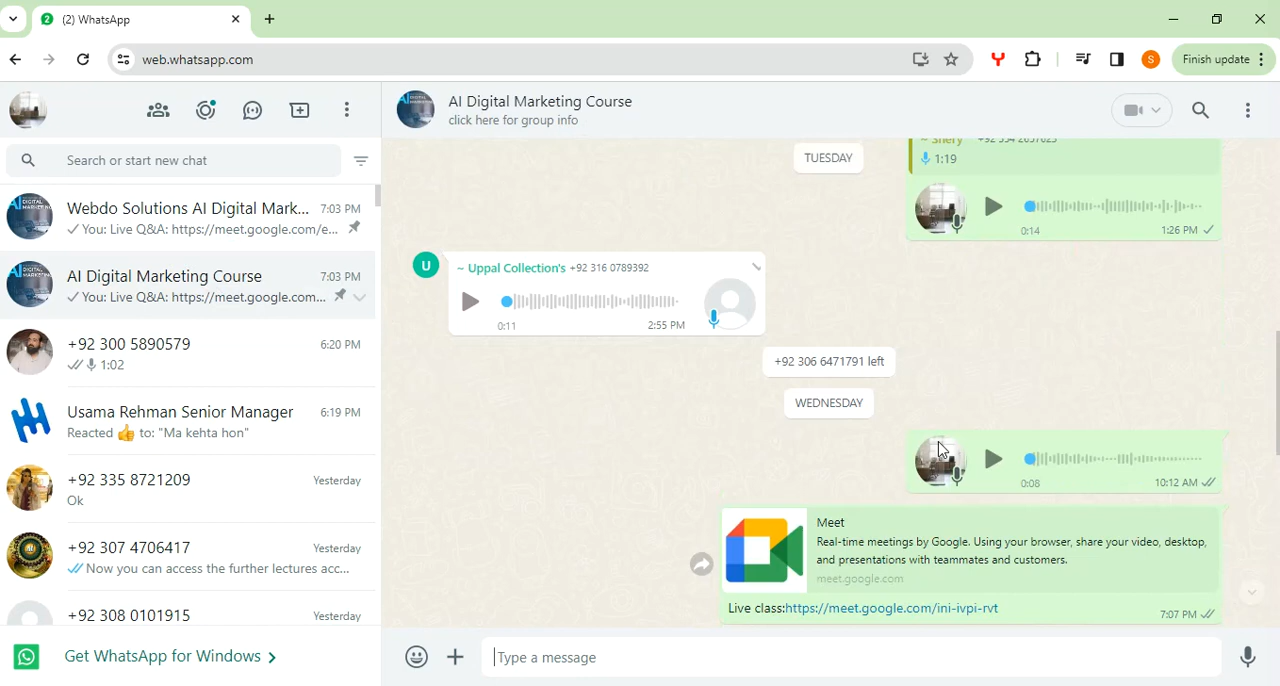 2
(2) WhatsApp
web.whatsapp.com
S
Finish update
Search or start new chat
Webdo Solutions AI Digital Mark...
7:03 PM
You: Live Q&A: https://meet.google.com/e...
AI Digital Marketing Course
7:03 PM
You: Live Q&A: https://meet.google.com...
+92 300 5890579
6:20 PM
1:02
Usama Rehman Senior Manager
6:19 PM
Reacted 👍 to: "Ma kehta hon"
+92 335 8721209
Yesterday
Ok
+92 307 4706417
Yesterday
Now you can access the further lectures acc...
+92 308 0101915
Yesterday
Get WhatsApp for Windows
AI Digital Marketing Course
click here for group info
TUESDAY
1:19
0:14
1:26 PM
U
~ Uppal Collection's +92 316 0789392
0:11
2:55 PM
+92 306 6471791 left
WEDNESDAY
0:08
10:12 AM
Meet
Real-time meetings by Google. Using your browser, share your video, desktop,
and presentations with teammates and customers.
meet.google.com
Live class:https://meet.google.com/ini-ivpi-rvt
7:07 PM
Type a message